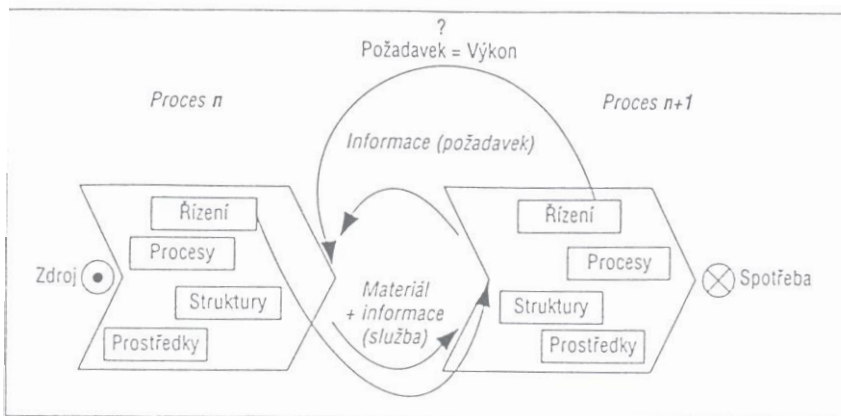 ?
Požadavek = Výkon
Proces n
Proces n+1
Informace (požadavek)
Řízení
Procesy
Zdroj
Struktury
Prostředky
Materiál
+ informace
(služba)
Řízení
Procesy
Spotřeba
Struktury
Prostředky